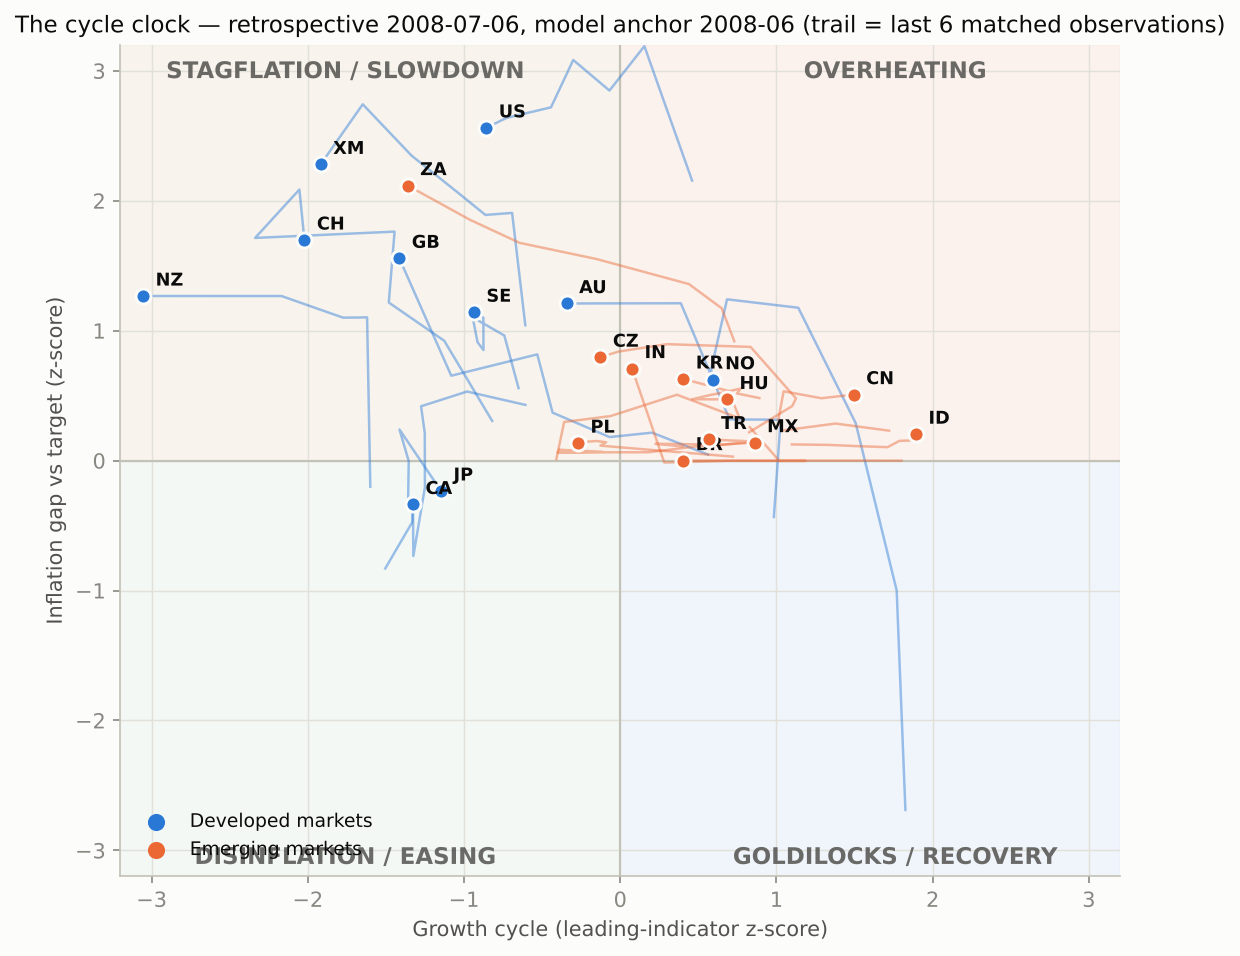 The cycle clock — retrospective 2008-07-06, model anchor 2008-06 (trail = last 6 matched observations)
STAGFLATION / SLOWDOWN
OVERHEATING
US
XM
ZA
CH
GB
NZ
SE
AU
CZ
IN
KR
NO
HU
CN
ID
PL
TR
MX
BR
JP
CA
Developed markets
Emerging markets
DISINFLATION / EASING
GOLDILOCKS / RECOVERY
3
2
1
0
−1
−2
−3
−3
−2
−1
0
1
2
3
Growth cycle (leading-indicator z-score)
Inflation gap vs target (z-score)